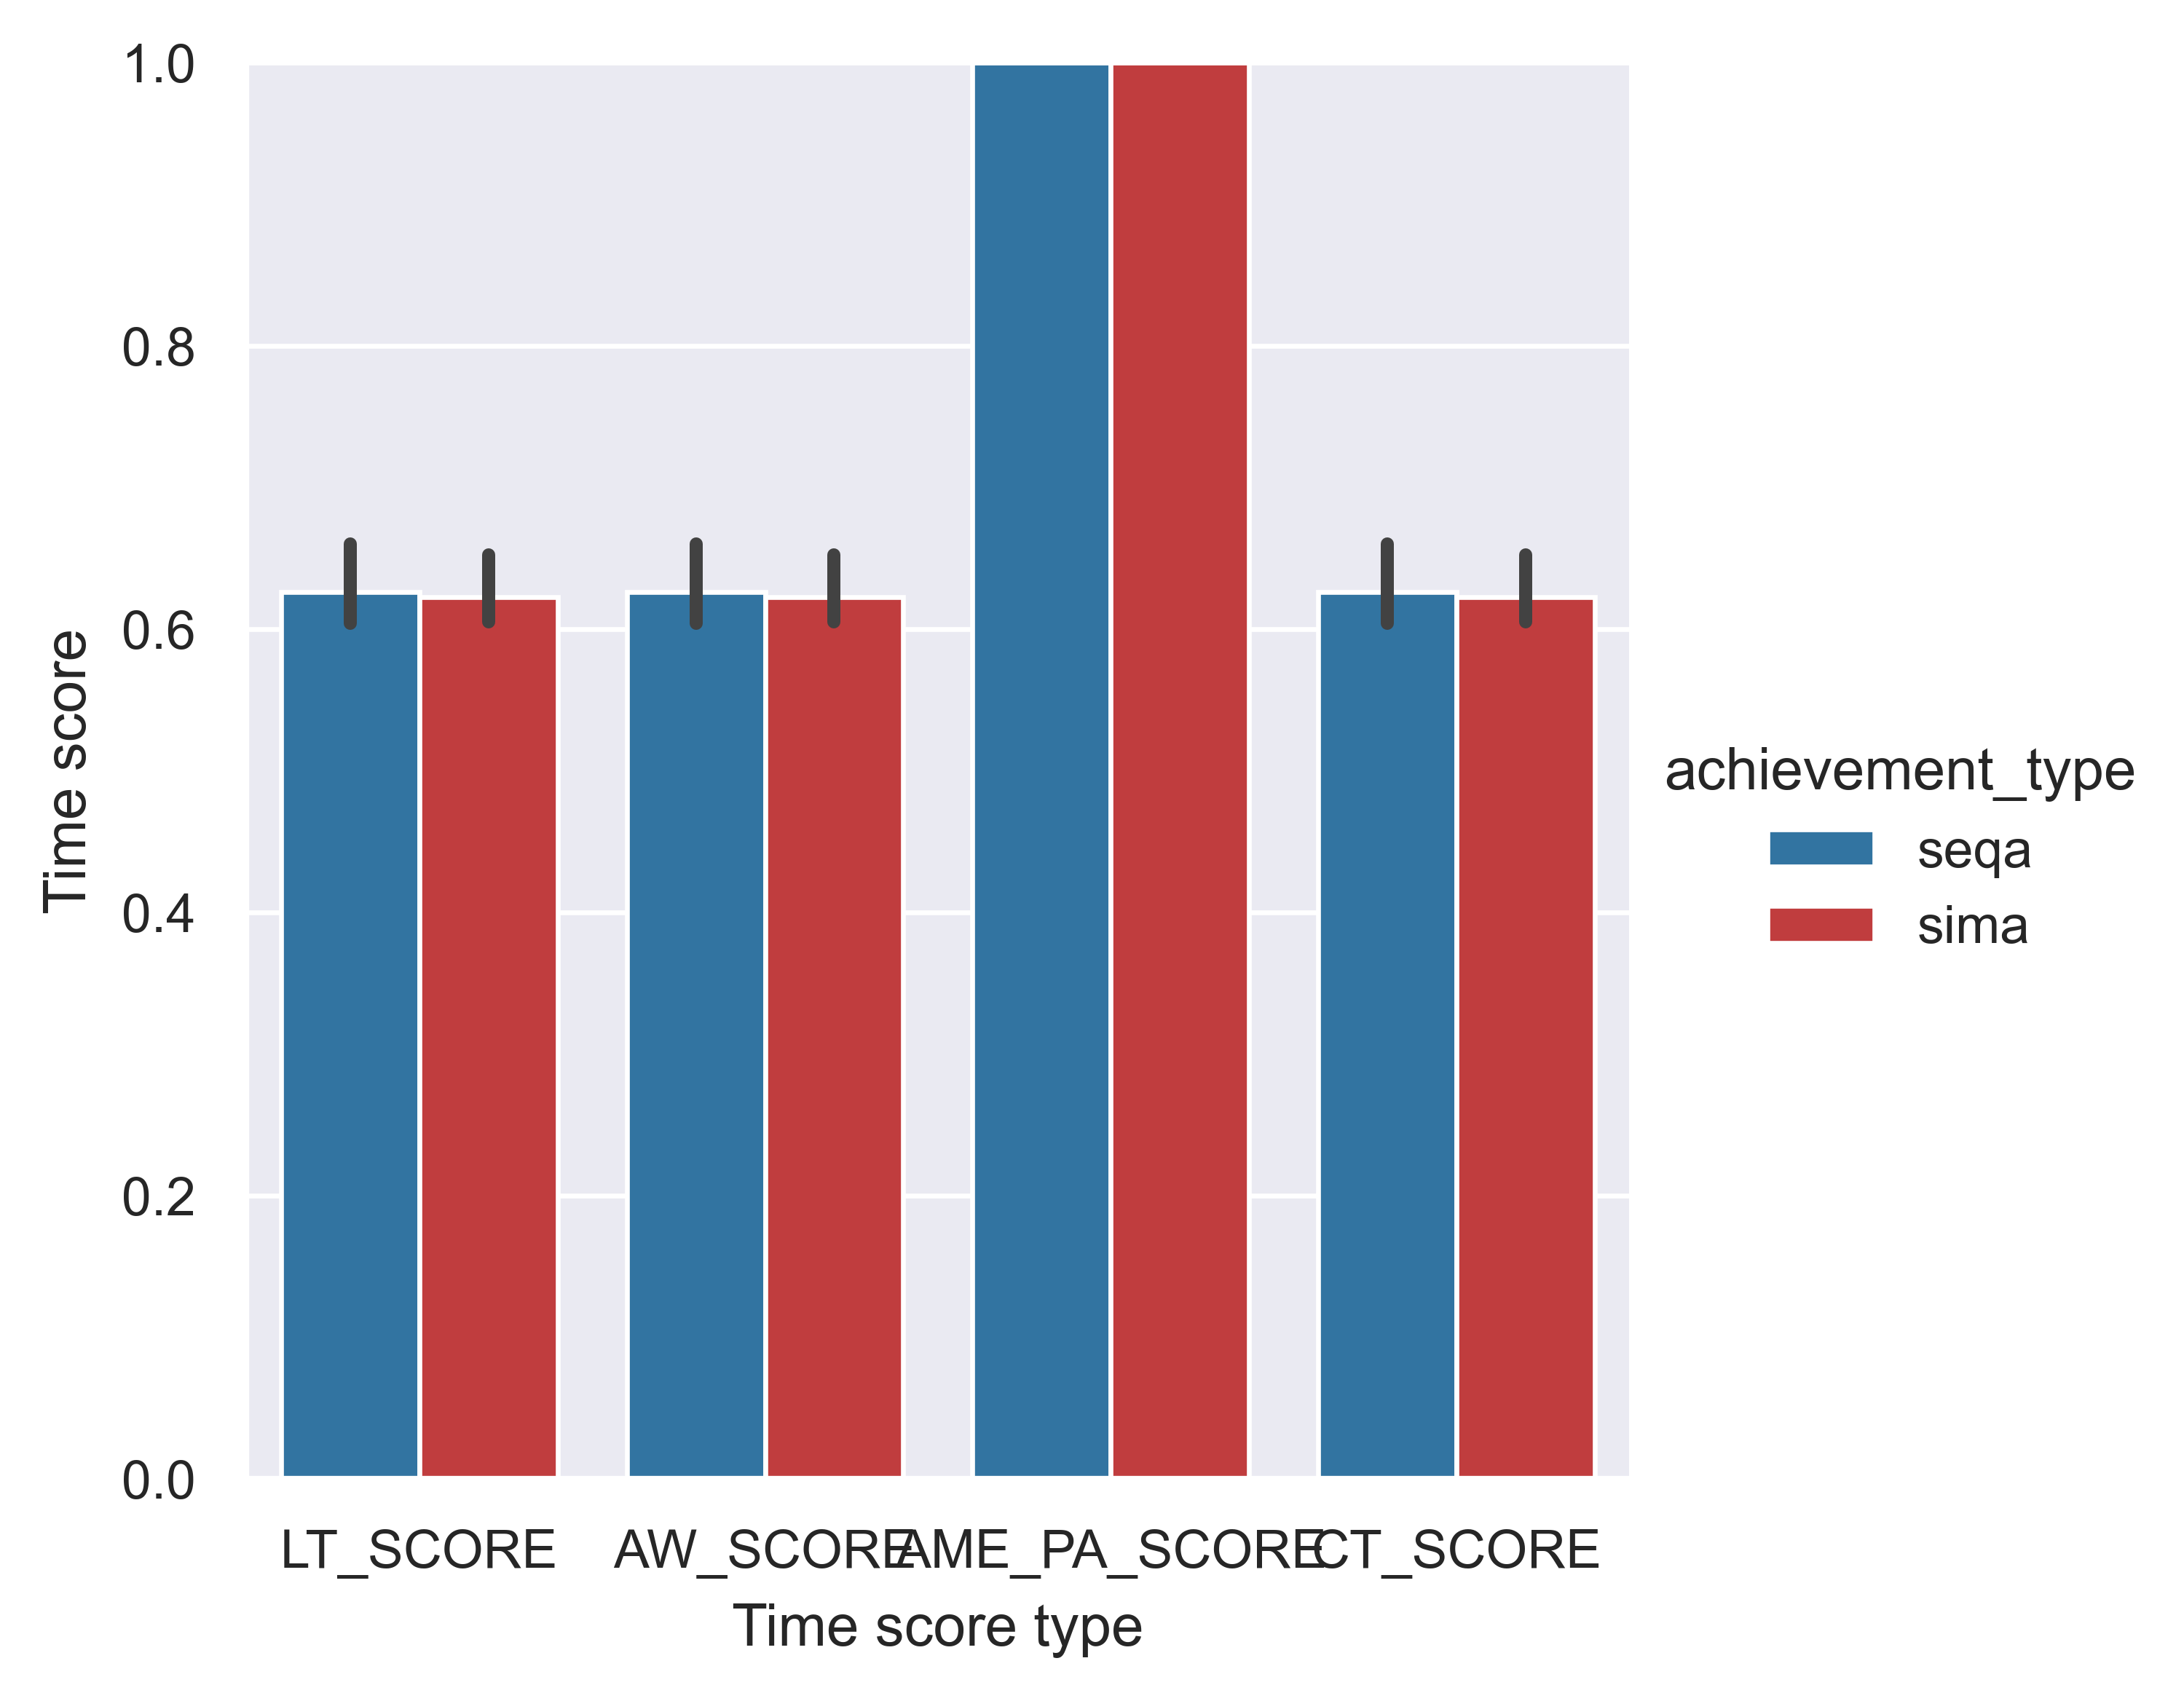 1.0
0.8
0.6
0.4
0.2
0.0
Time score
LT_SCORE AW_SCORE AME_PA_SCORE CT_SCORE
Time score type
achievement_type
seqa
sima